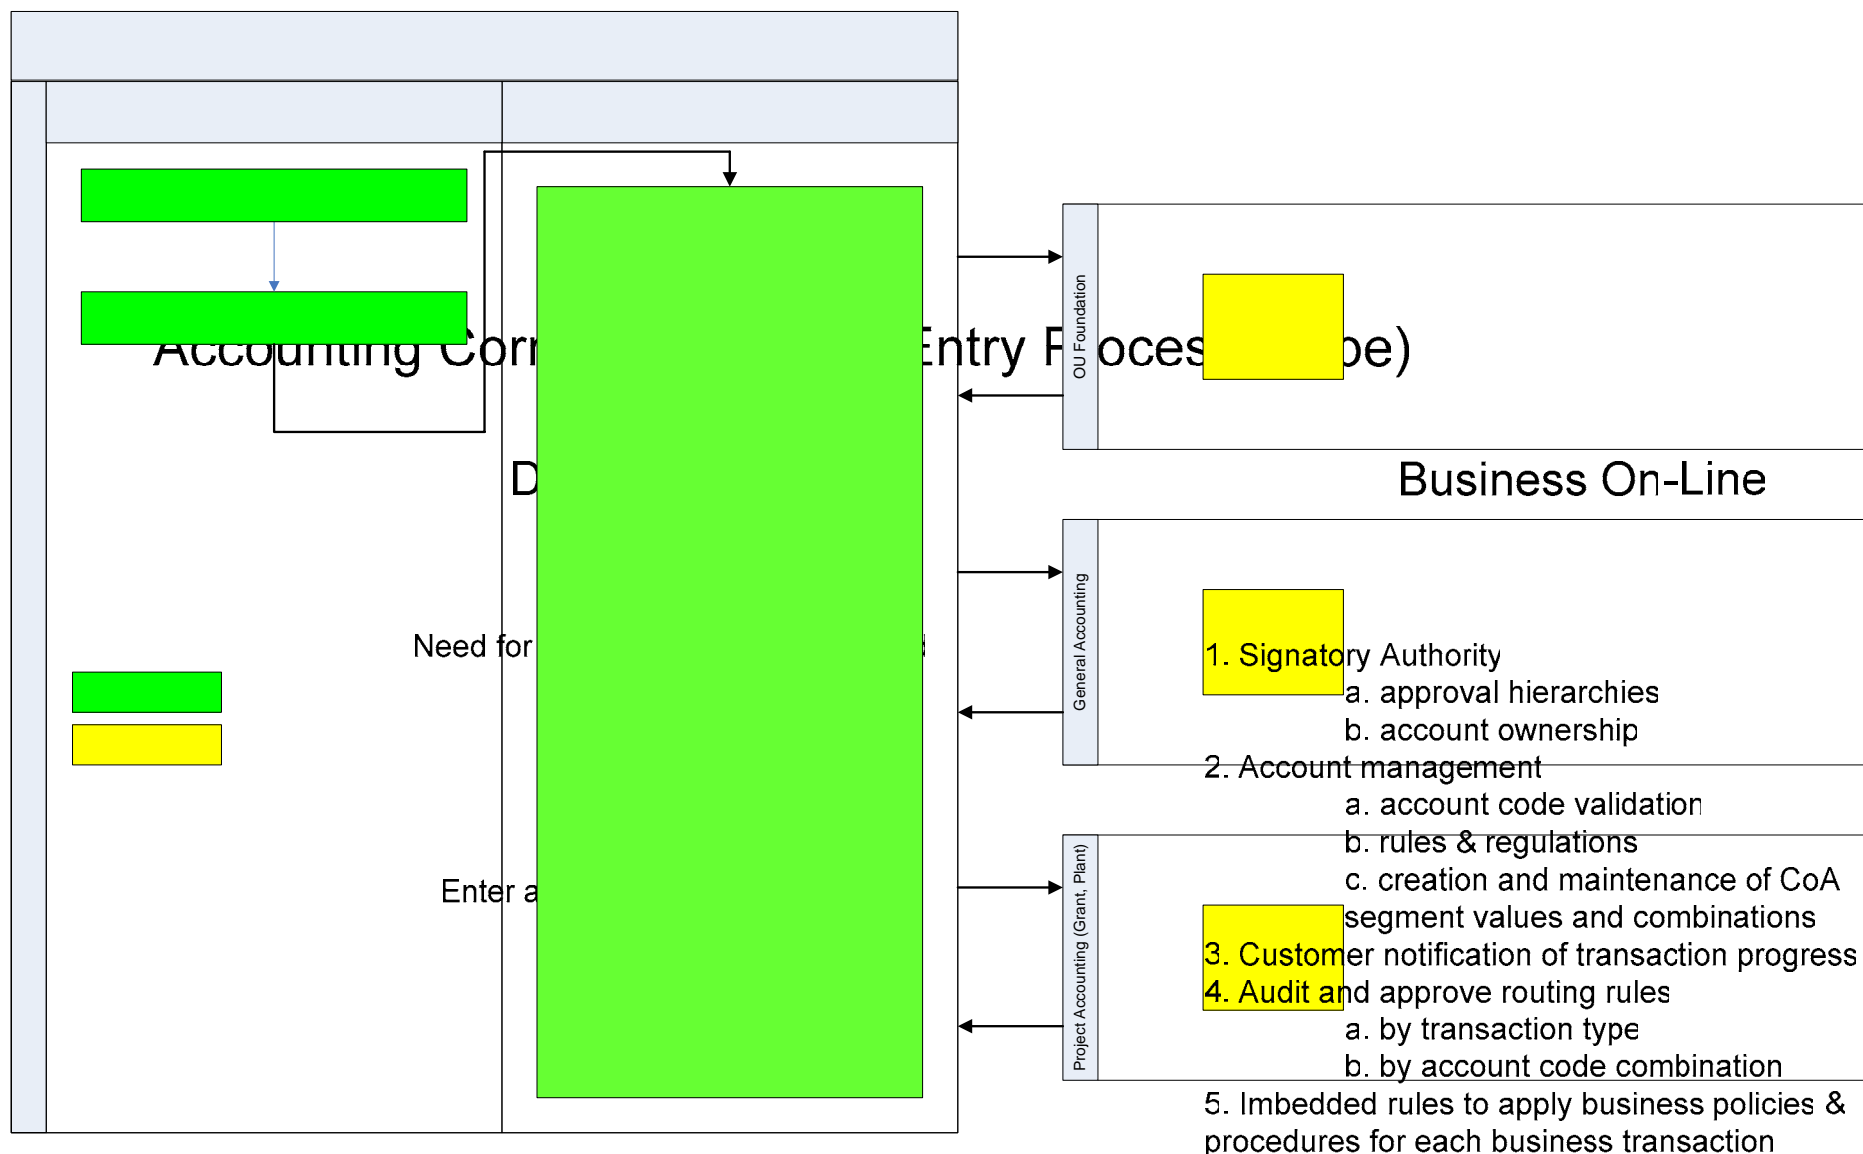 Accounting
Entry
OU Foundation
Business On-Line
Need for
General Accounting
1. Signatory Authority
a. approval hierarchies
b. account ownership
2. Account management
a. account code validation
b. rules & regulations
Enter
c. creation and maintenance of CoA
segment values and combinations
Project Accounting (Grant, Plant)
3. Customer notification of transaction progress
4. Audit and approve routing rules
a. by transaction type
b. by account code combination
5. Imbedded rules to apply business policies &
procedures for each business transaction